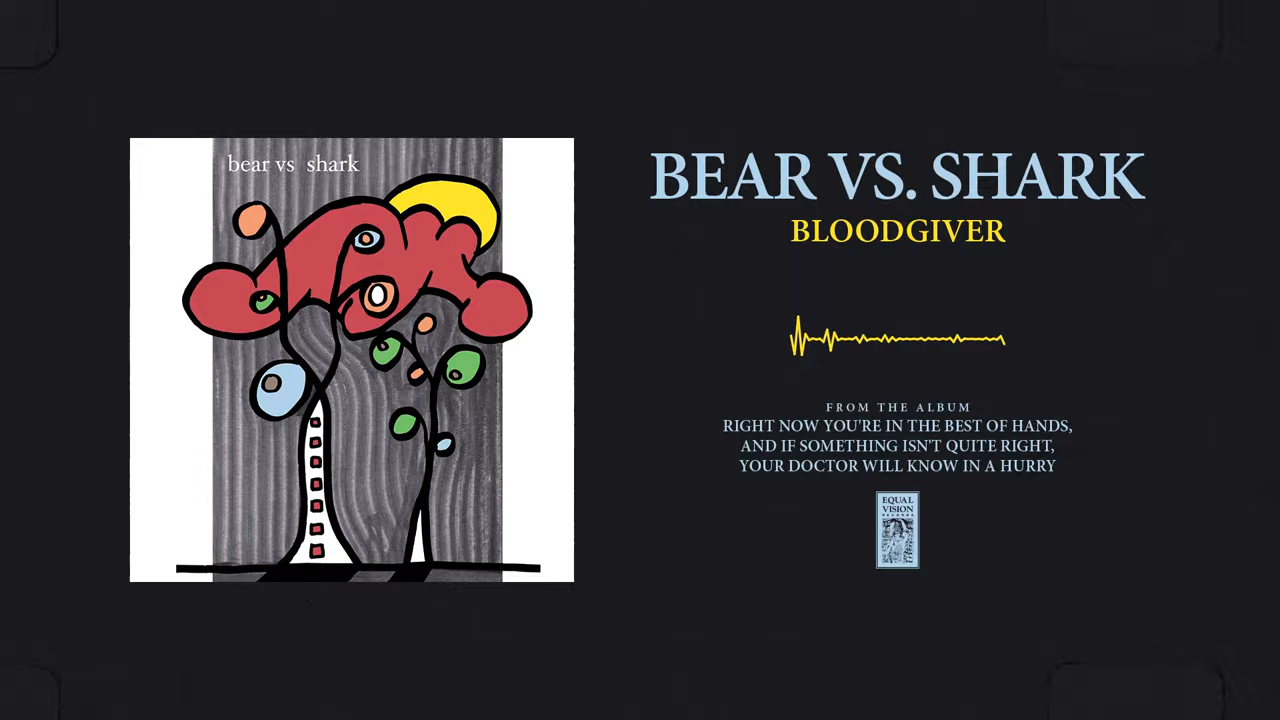 bear vs shark
BEAR VS. SHARK
BLOODGIVER
FROM THE ALBUM
RIGHT NOW YOU'RE IN THE BEST OF HANDS,
AND IF SOMETHING ISN'T QUITE RIGHT,
YOUR DOCTOR WILL KNOW IN A HURRY
EQUAL
VISION
RECORDS